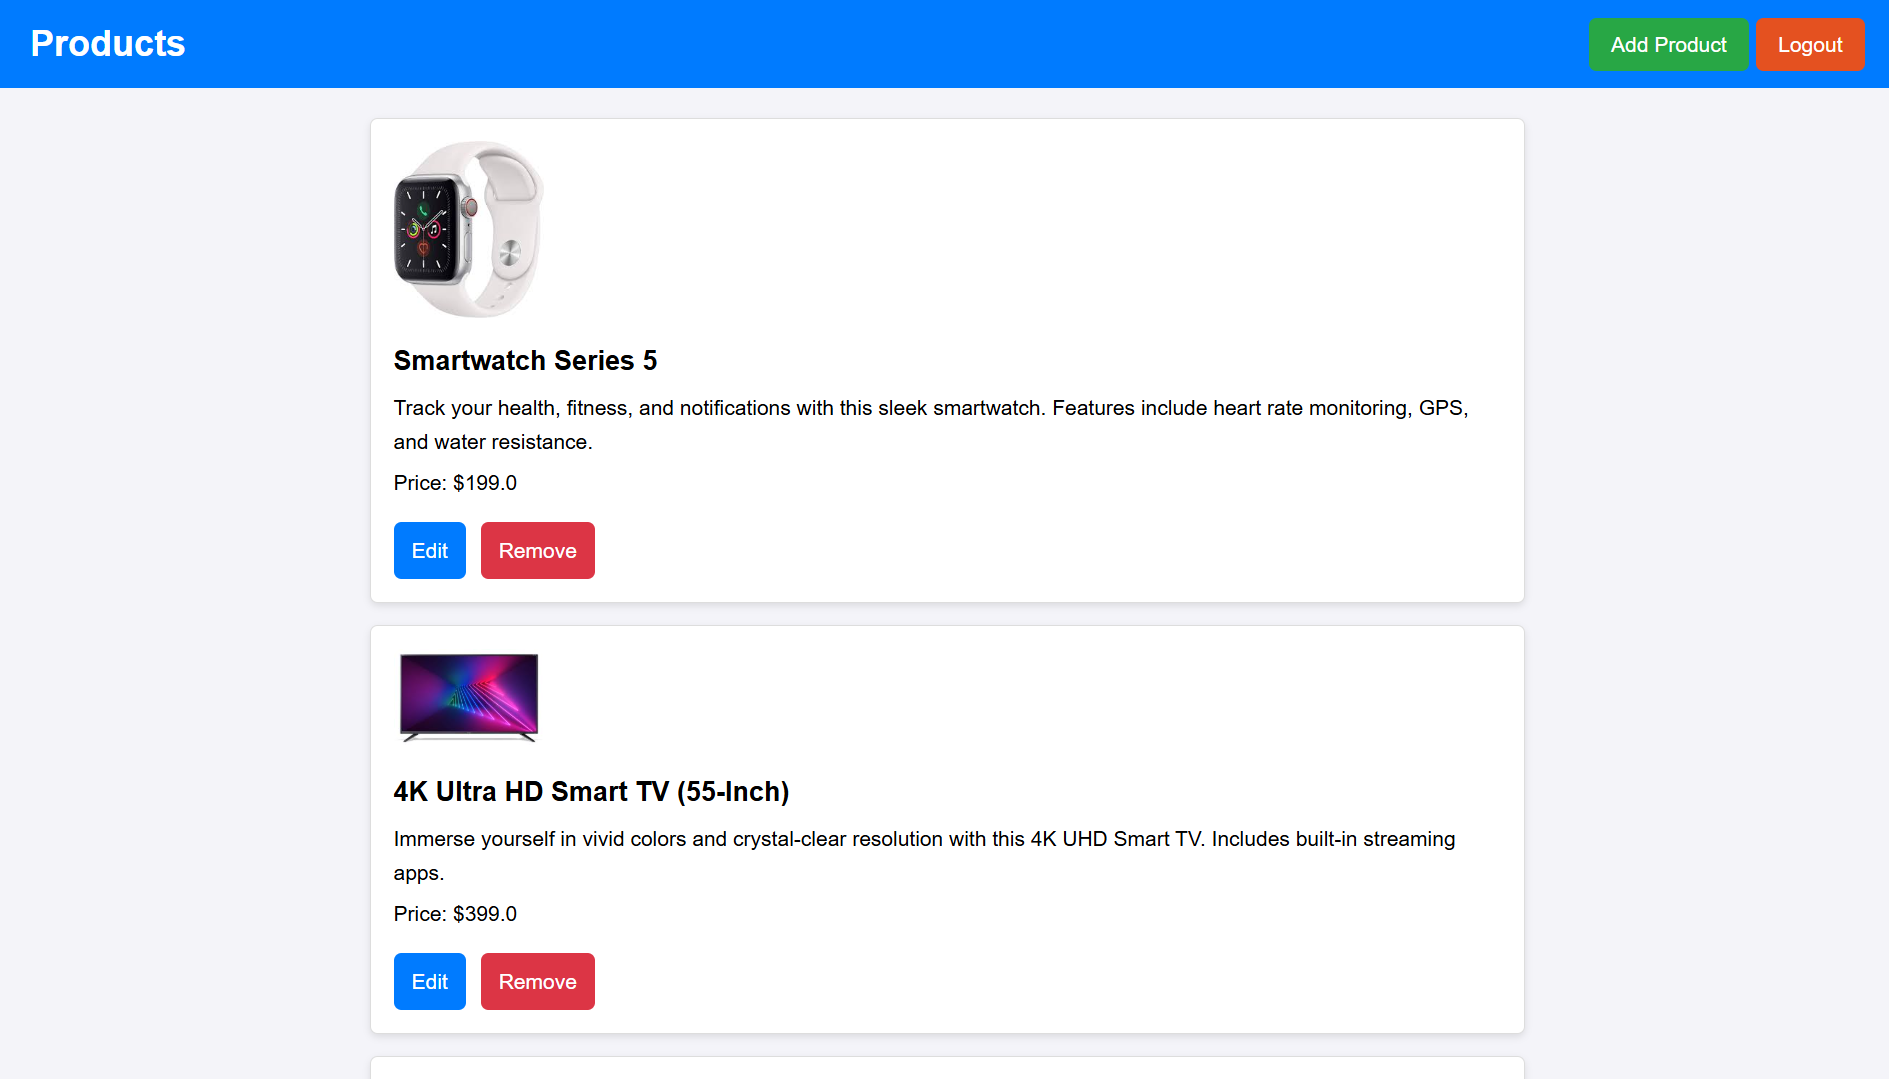 Products
Add Product
Logout
Smartwatch Series 5
Track your health, fitness, and notifications with this sleek smartwatch. Features include heart rate monitoring, GPS,
and water resistance.
Price: $199.0
Edit
Remove
4K Ultra HD Smart TV (55-Inch)
Immerse yourself in vivid colors and crystal-clear resolution with this 4K UHD Smart TV. Includes built-in streaming
apps.
Price: $399.0
Edit
Remove